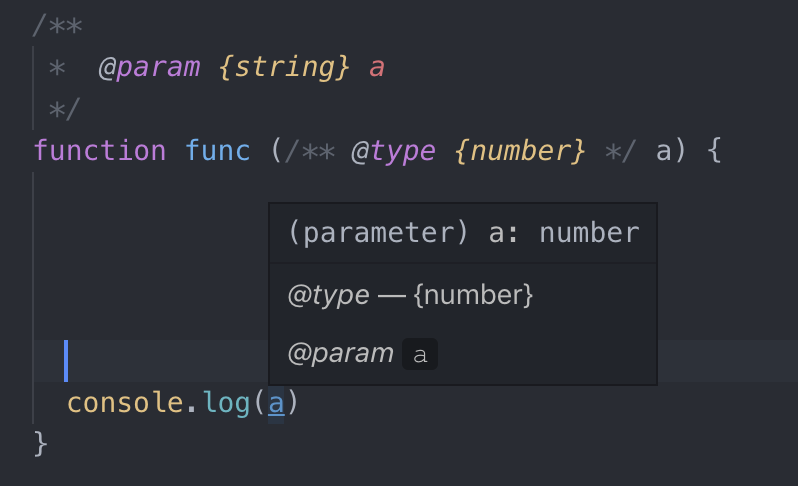 /**
 *  @param {string} a
 */
function func (/** @type {number} */ a) {
(parameter) a: number
@type — {number}
@param a
  console.log(a)
}